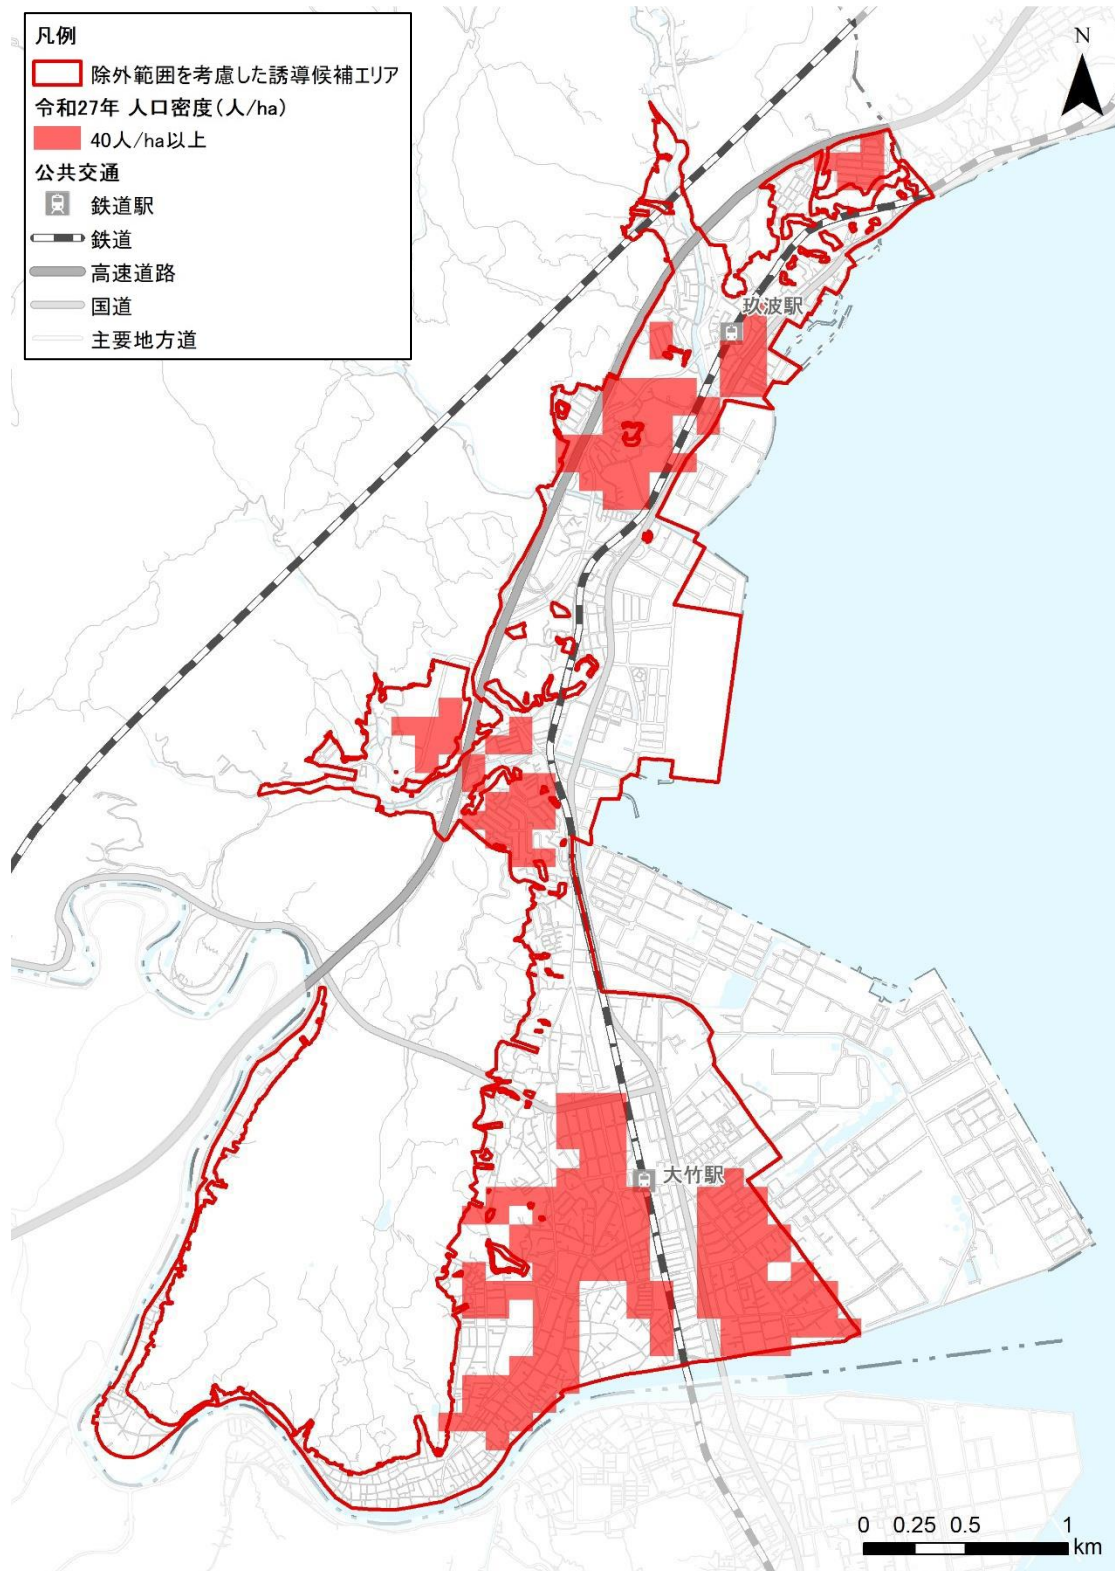 凡例
除外範囲を考慮した誘導候補エリア
令和27年 人口密度(人/ha)
40人/ha以上
公共交通
鉄道駅
鉄道
高速道路
国道
主要地方道
N
玖波駅
大竹駅
0 0.25 0.5 1
km